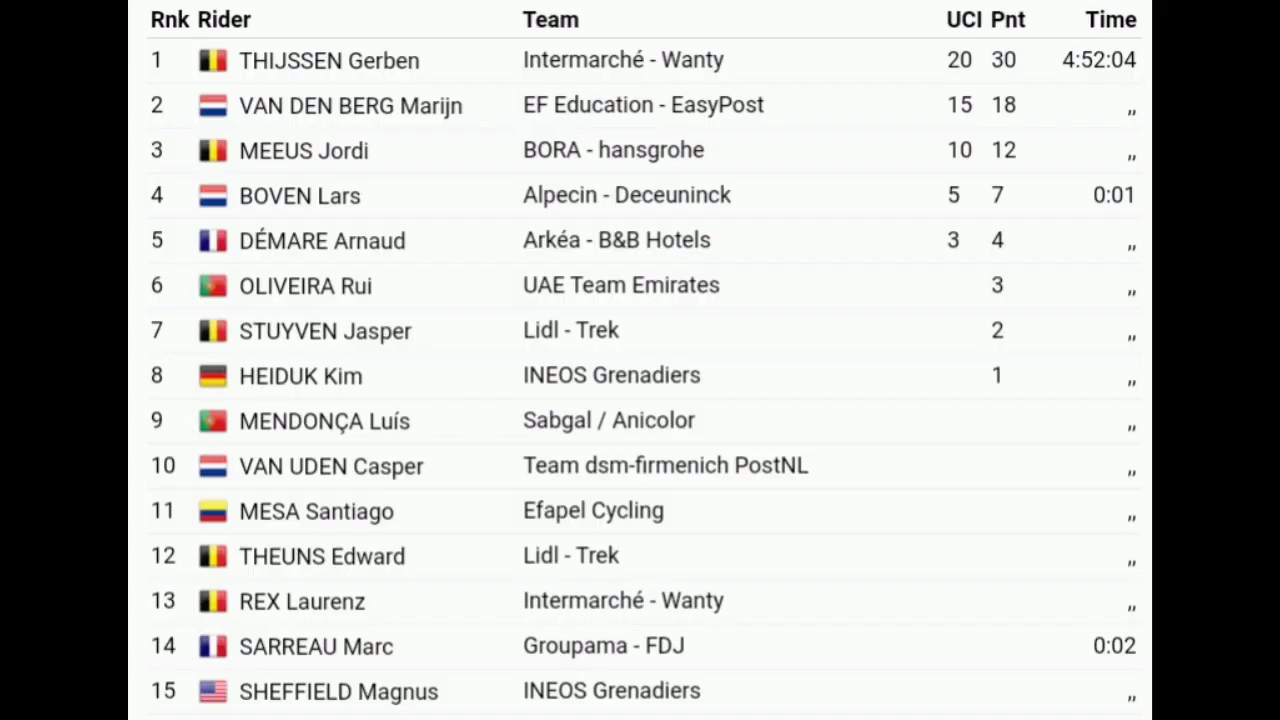 Rnk Rider Team UCI Pnt Time
1 THIJSSEN Gerben Intermarché - Wanty 20 30 4:52:04
2 VAN DEN BERG Marijn EF Education - EasyPost 15 18 ,,
3 MEEUS Jordi BORA - hansgrohe 10 12 ,,
4 BOVEN Lars Alpecin - Deceuninck 5 7 0:01
5 DÉMARE Arnaud Arkéa - B&B Hotels 3 4 ,,
6 OLIVEIRA Rui UAE Team Emirates 3 ,,
7 STUYVEN Jasper Lidl - Trek 2 ,,
8 HEIDUK Kim INEOS Grenadiers 1 ,,
9 MENDONÇA Luís Sabgal / Anicolor ,,
10 VAN UDEN Casper Team dsm-firmenich PostNL ,,
11 MESA Santiago Efapel Cycling ,,
12 THEUNS Edward Lidl - Trek ,,
13 REX Laurenz Intermarché - Wanty ,,
14 SARREAU Marc Groupama - FDJ 0:02
15 SHEFFIELD Magnus INEOS Grenadiers ,,